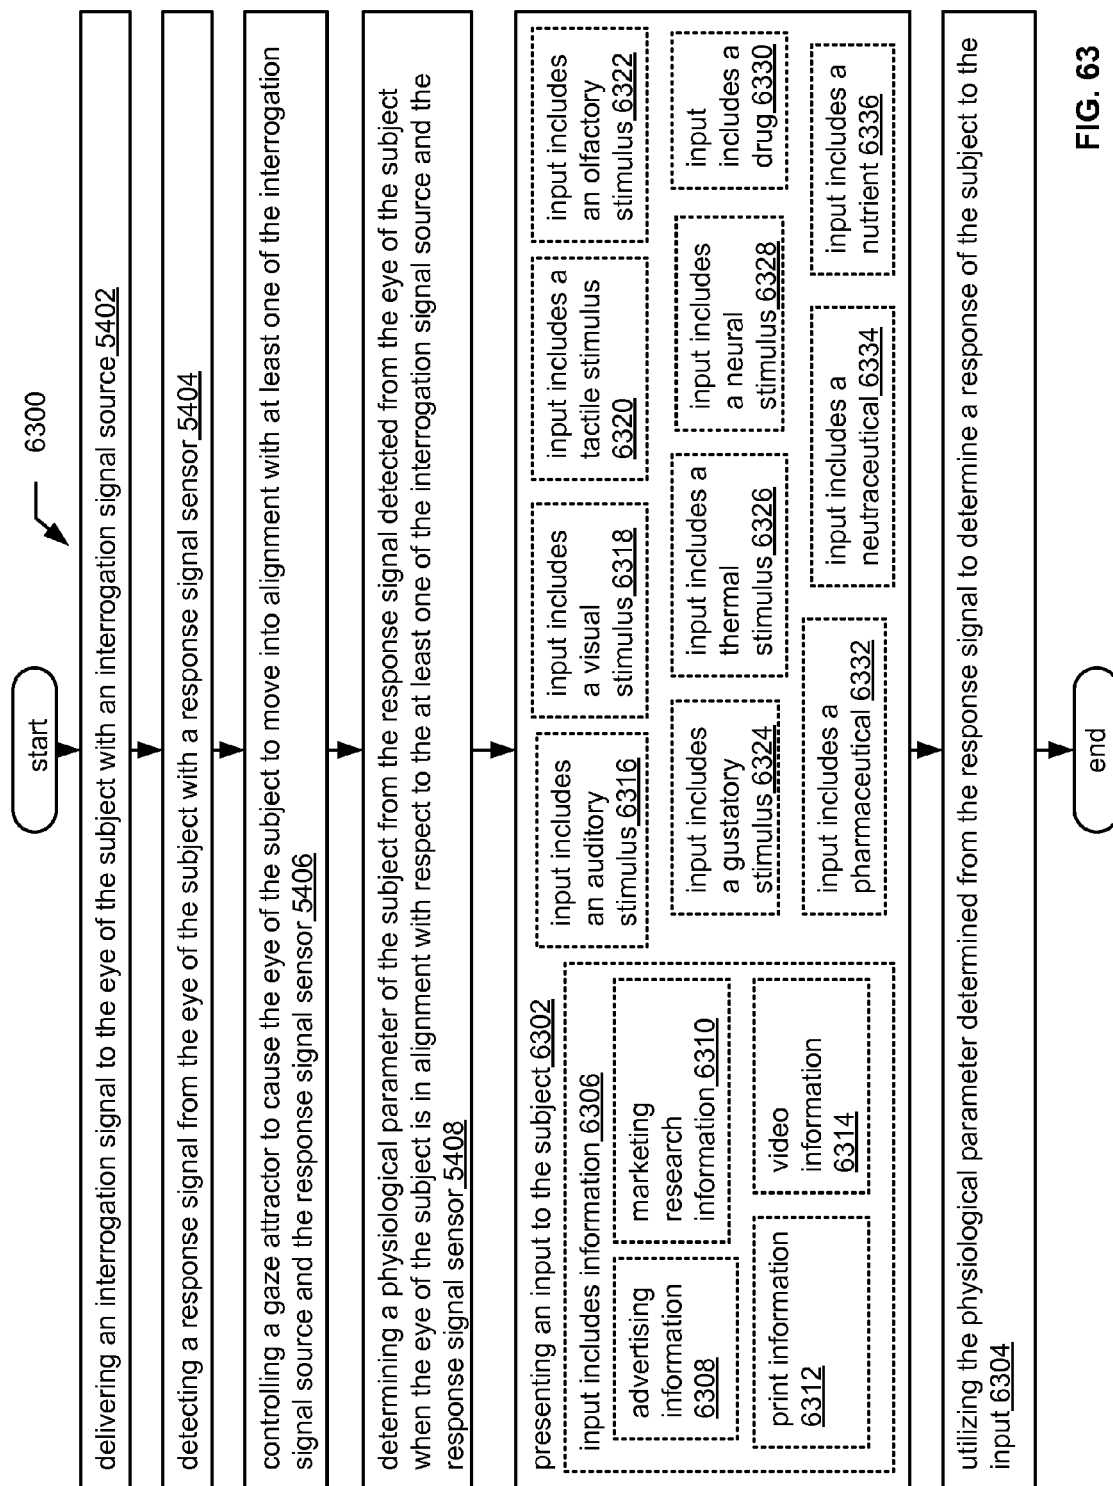 6300
start
delivering an interrogation signal to the eye of the subject with an interrogation signal source 5402
detecting a response signal from the eye of the subject with a response signal sensor 5404
controlling a gaze attractor to cause the eye of the subject to move into alignment with at least one of the interrogation
signal source and the response signal sensor 5406
determining a physiological parameter of the subject from the response signal detected from the eye of the subject
when the eye of the subject is in alignment with respect to the at least one of the interrogation signal source and the
response signal sensor 5408
presenting an input to the subject 6302
input includes information 6306
advertising
information
6308
marketing
research
information 6310
print information
6312
video
information
6314
input includes
an auditory
stimulus 6316
input includes
a visual
stimulus 6318
input includes a
tactile stimulus
6320
input includes
an olfactory
stimulus 6322
input includes
a gustatory
stimulus 6324
input includes a
thermal
stimulus 6326
input includes
a neural
stimulus 6328
input
includes a
drug 6330
input includes a
pharmaceutical 6332
input includes a
neutraceutical 6334
input includes a
nutrient 6336
utilizing the physiological parameter determined from the response signal to determine a response of the subject to the
input 6304
end
FIG. 63